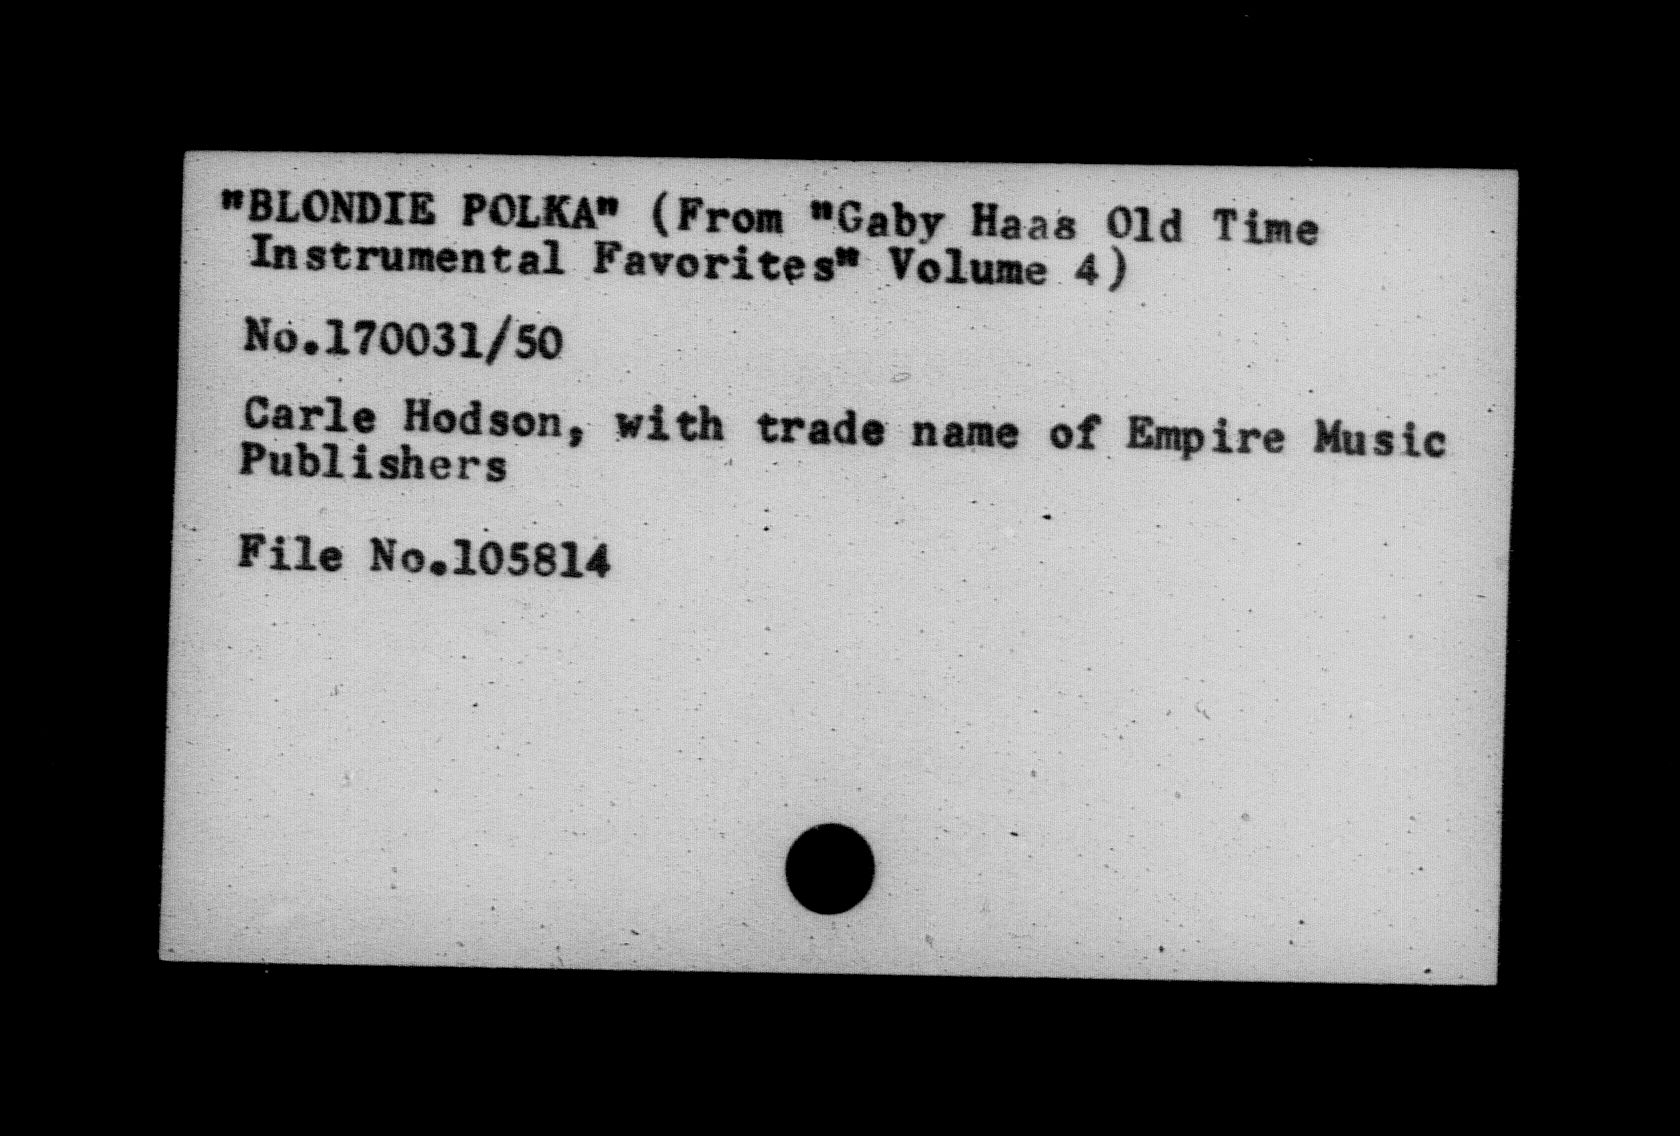 "BLONDIE POLKA" (From "Gaby Haas Old Time
Instrumental Favorites" Volume 4)
No.170031/50
Carle Hodson, with trade name of Empire Music
Publishers
File No.105814